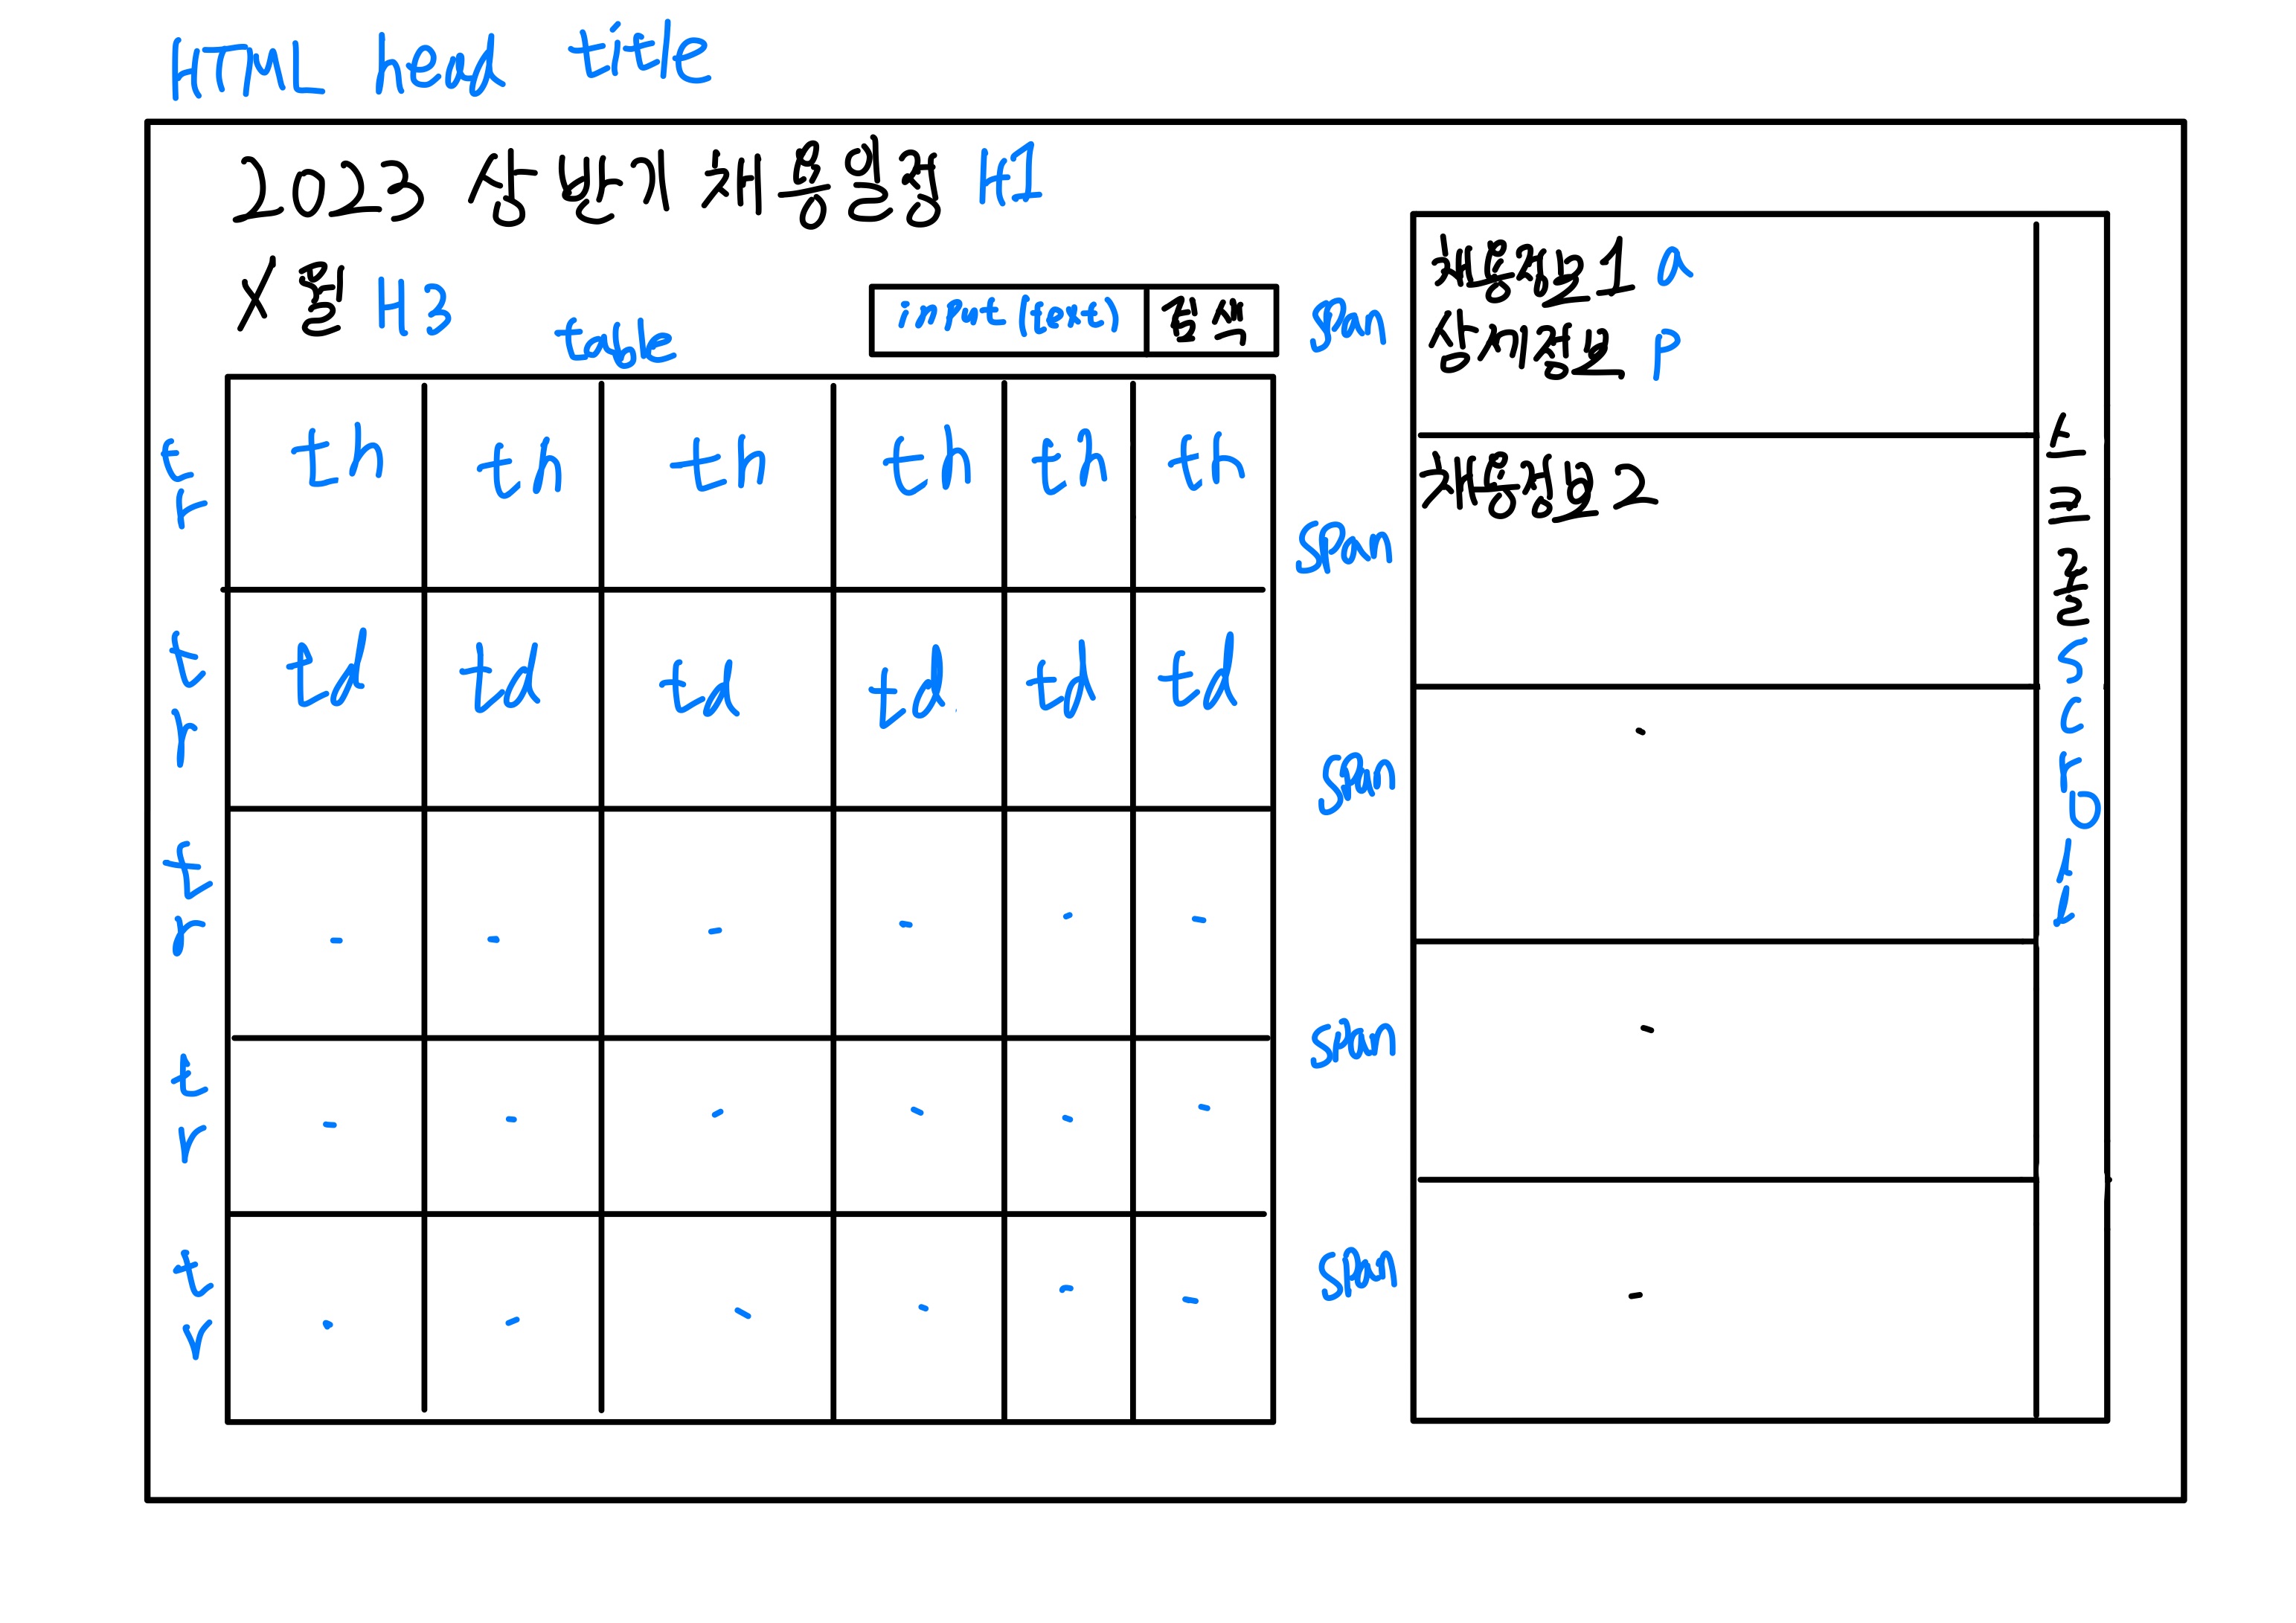 HTML head title
2023 상반기 채용일정 H1
X월 H3
table
input (text) 검색
tr th th th th th th
tr td td td td td td
tr
tr
tr
span 채용정보1 a
상세정보 p
span 채용정보2
span
span
span
스크롤 scroll